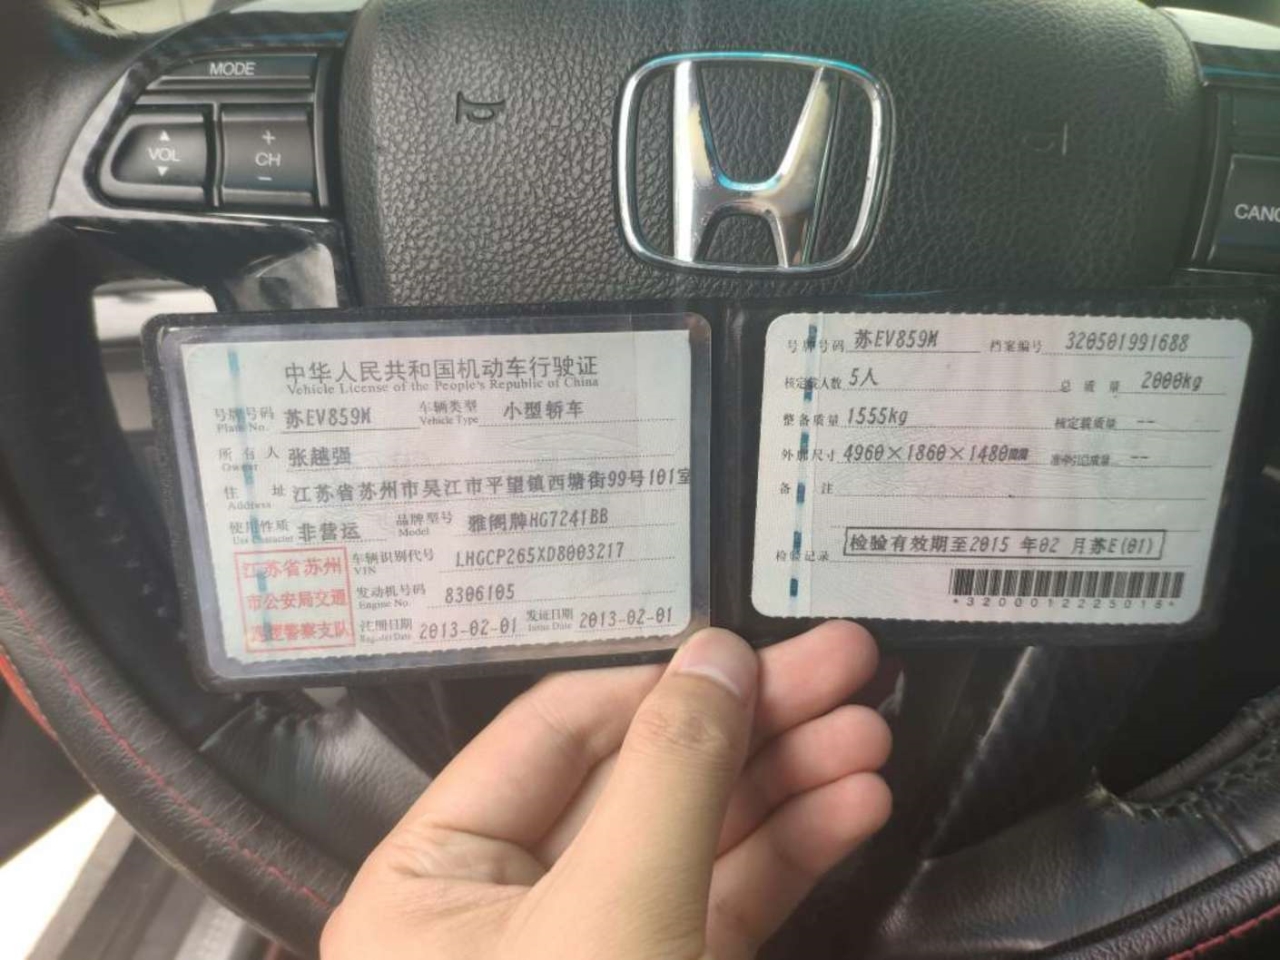 MODE
VOL
+
CH
−
CANC
中华人民共和国机动车行驶证
Vehicle License of the People's Republic of China
号牌号码 苏EV859M 车辆类型 小型轿车
Plate No. Vehicle Type
所有人 张越强
Owner
住址 江苏省苏州市吴江市平望镇西塘街99号101室
Address
使用性质 非营运 品牌型号 雅阁牌HG7241BB
Use Character Model
江苏省苏州
市公安局交通
巡逻警察支队
车辆识别代号 LHGCP265XD8003217
VIN
发动机号码 8306105
Engine No.
注册日期 2013-02-01 发证日期 2013-02-01
Register Date Issue Date
号牌号码 苏EV859M 档案编号 320501991688
核定载人数 5人 总质量 2000kg
整备质量 1555kg 核定载质量 --
外廓尺寸 4960×1860×1480mm 准牵引总质量 --
备注
检验记录 检验有效期至2015年02月苏E(01)
*3200012225018*